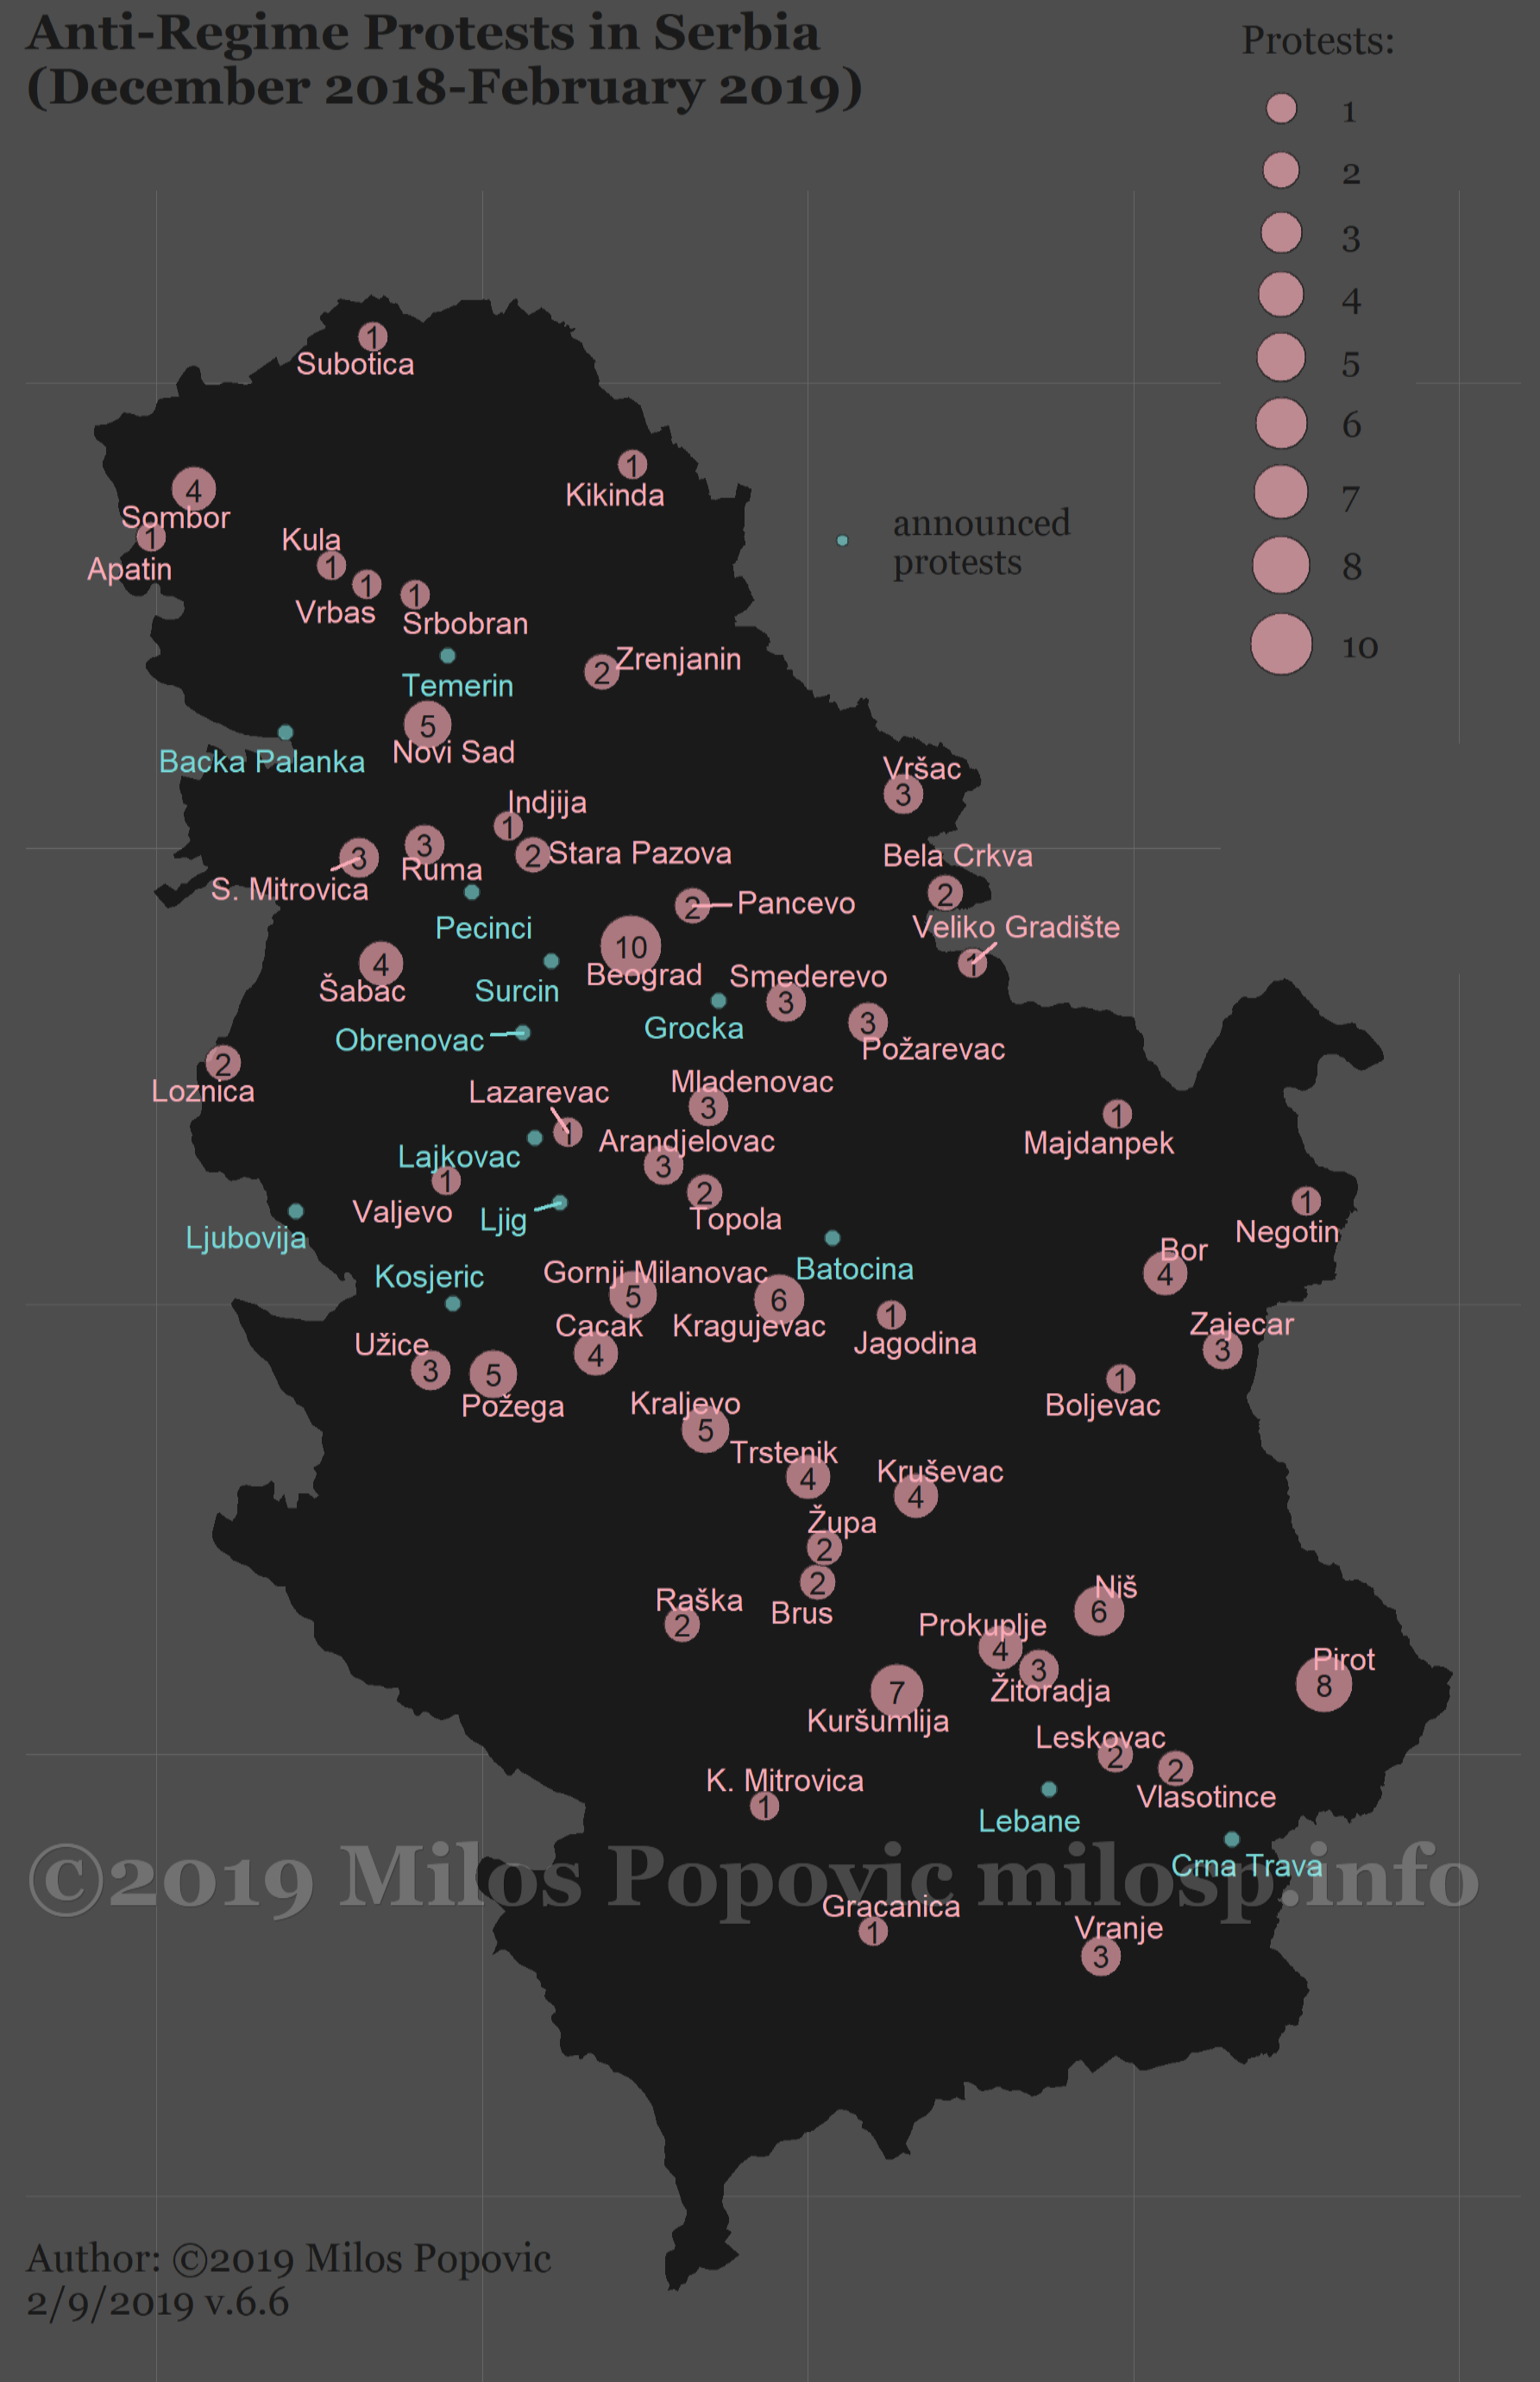 Anti-Regime Protests in Serbia
(December 2018-February 2019)
Protests:
1
2
3
4
5
6
7
8
10
announced
protests
1
Subotica
1
Kikinda
4
Sombor
1
Apatin
Kula
1
1
Vrbas
1
Srbobran
Temerin
2 Zrenjanin
5
Novi Sad
Backa Palanka
Vršac
3
Indjija
1
2 Stara Pazova
3
Ruma
3
S. Mitrovica
Bela Crkva
2
Pecinci
2 Pancevo
Veliko Gradište
1
10
Beograd
4
Šabac
Surcin
Smederevo
3
Grocka
3
Požarevac
Obrenovac
2
Loznica
Lazarevac
1
Mladenovac
3
1
Majdanpek
Lajkovac
Arandjelovac
3
1
Valjevo
2
Topola
Ljig
Ljubovija
1
Negotin
Batocina
Bor
4
Kosjeric
Gornji Milanovac
5
6
Kragujevac
1
Jagodina
Cacak
4
Zajecar
3
Užice
3
5
Požega
1
Boljevac
Kraljevo
5
Trstenik
4
Kruševac
4
Župa
2
2
Brus
Raška
2
Niš
6
Prokuplje
4
3
Žitoradja
Pirot
8
7
Kuršumlija
Leskovac
2
2
Vlasotince
K. Mitrovica
1
Lebane
Crna Trava
©2019 Milos Popovic milosp.info
Gracanica
1
Vranje
3
Author: ©2019 Milos Popovic
2/9/2019 v.6.6